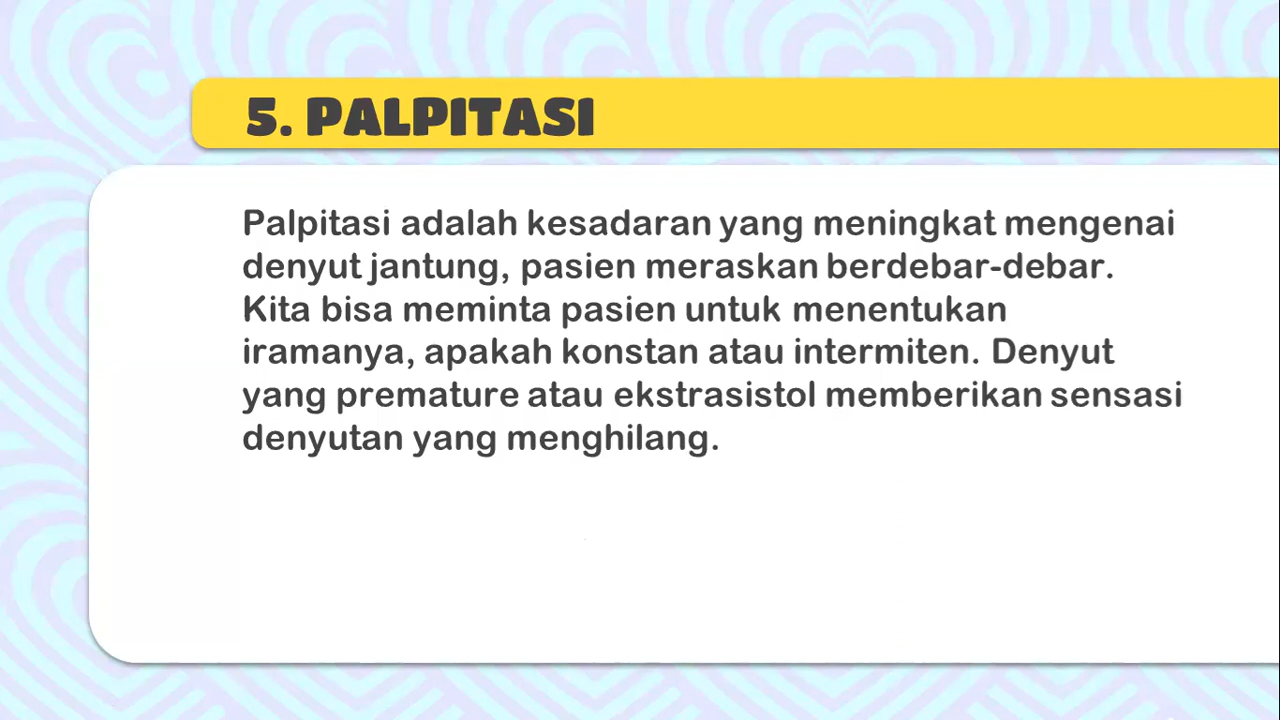 5. PALPITASI
Palpitasi adalah kesadaran yang meningkat mengenai
denyut jantung, pasien meraskan berdebar-debar.
Kita bisa meminta pasien untuk menentukan
iramanya, apakah konstan atau intermiten. Denyut
yang premature atau ekstrasistol memberikan sensasi
denyutan yang menghilang.